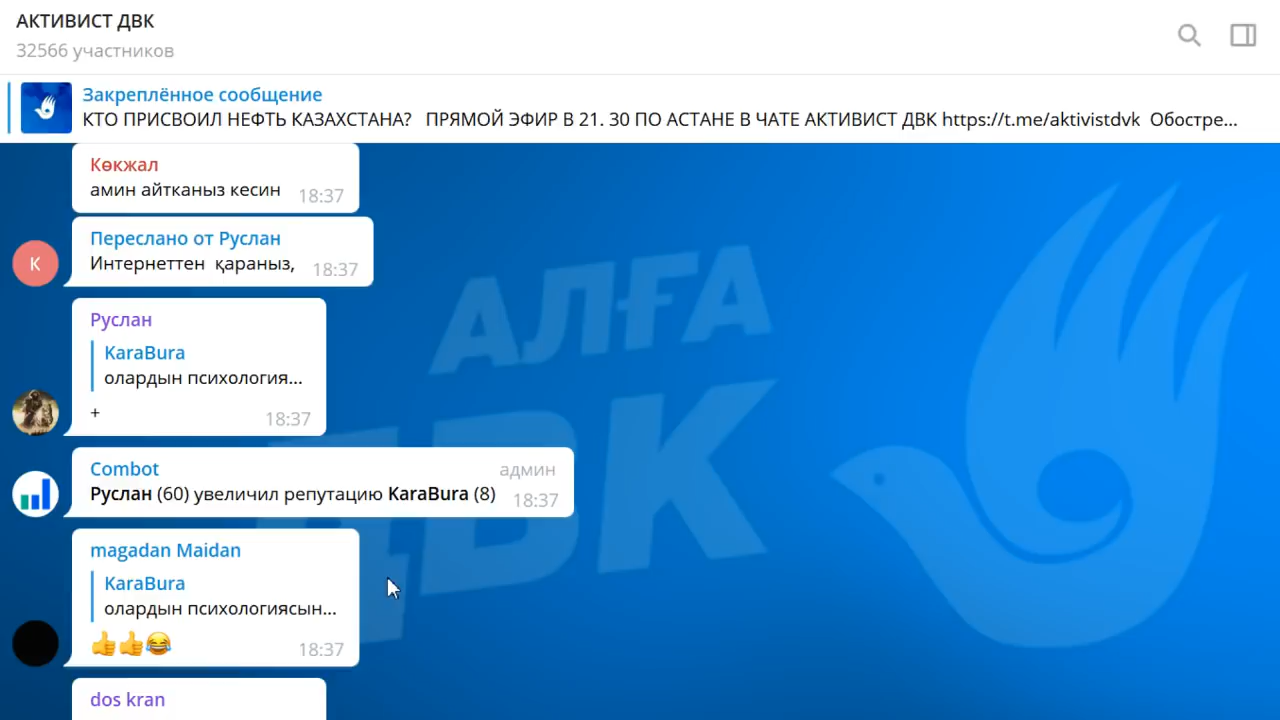 АКТИВИСТ ДВК
32566 участников
Закреплённое сообщение
КТО ПРИСВОИЛ НЕФТЬ КАЗАХСТАНА? ПРЯМОЙ ЭФИР В 21. 30 ПО АСТАНЕ В ЧАТЕ АКТИВИСТ ДВК https://t.me/aktivistdvk Обостре...
Көкжал
амин айтканыз кесин 18:37
Переслано от Руслан
К
Интернеттен қараныз, 18:37
Руслан
KaraBura
олардын психология...
+ 18:37
Combot админ
Руслан (60) увеличил репутацию KaraBura (8) 18:37
magadan Maidan
KaraBura
олардын психологиясын...
👍👍😂 18:37
dos kran
АЛҒА
ДВК